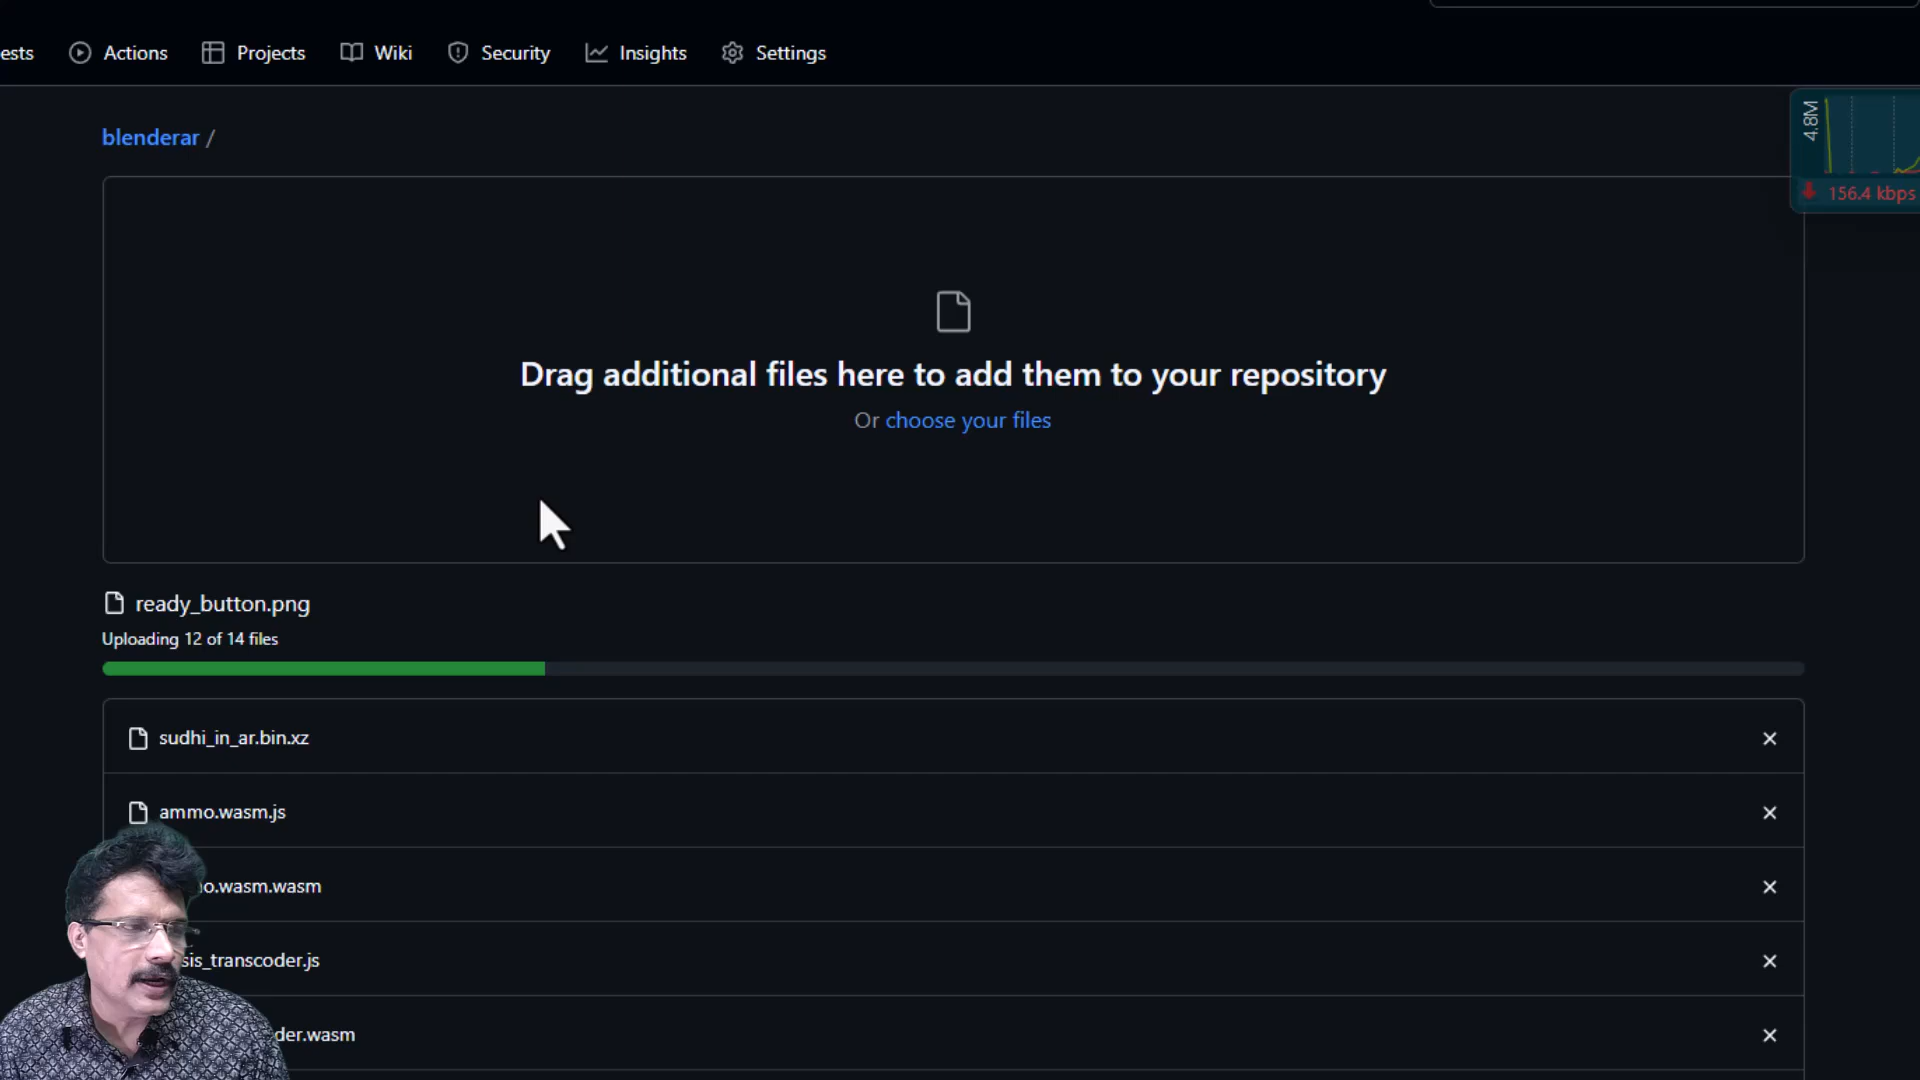 ests Actions Projects Wiki Security Insights Settings
blenderar /
4.8M
156.4 kbps
Drag additional files here to add them to your repository
Or choose your files
ready_button.png
Uploading 12 of 14 files
sudhi_in_ar.bin.xz
ammo.wasm.js
o.wasm.wasm
sis_transcoder.js
der.wasm